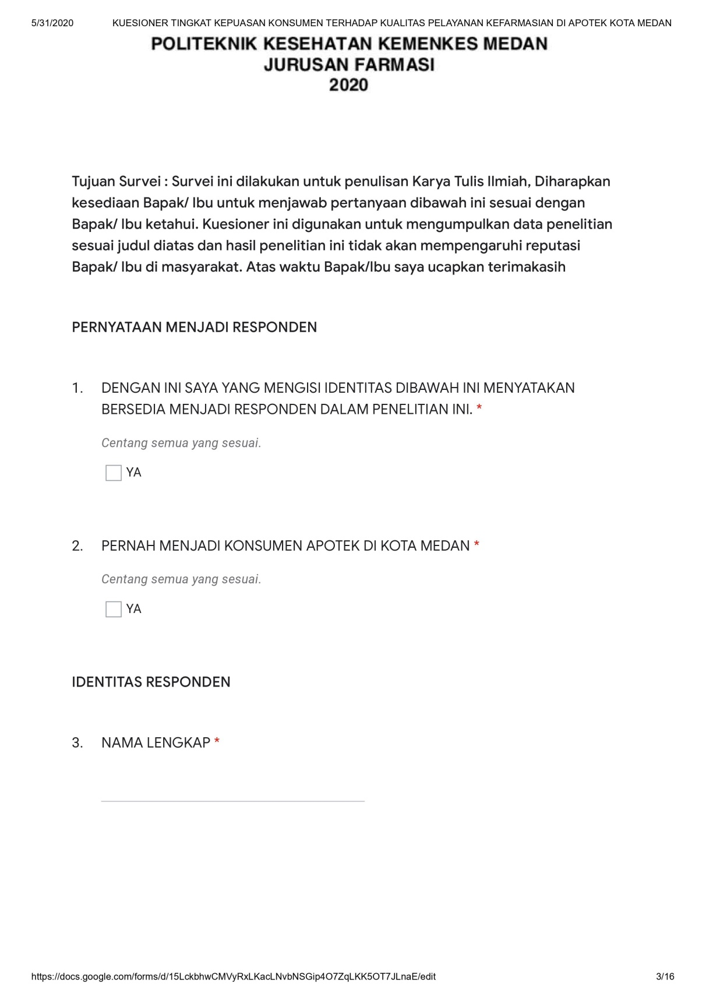 5/31/2020 KUESIONER TINGKAT KEPUASAN KONSUMEN TERHADAP KUALITAS PELAYANAN KEFARMASIAN DI APOTEK KOTA MEDAN
POLITEKNIK KESEHATAN KEMENKES MEDAN
JURUSAN FARMASI
2020
Tujuan Survei : Survei ini dilakukan untuk penulisan Karya Tulis Ilmiah, Diharapkan
kesediaan Bapak/ Ibu untuk menjawab pertanyaan dibawah ini sesuai dengan
Bapak/ Ibu ketahui. Kuesioner ini digunakan untuk mengumpulkan data penelitian
sesuai judul diatas dan hasil penelitian ini tidak akan mempengaruhi reputasi
Bapak/ Ibu di masyarakat. Atas waktu Bapak/Ibu saya ucapkan terimakasih
PERNYATAAN MENJADI RESPONDEN
1. DENGAN INI SAYA YANG MENGISI IDENTITAS DIBAWAH INI MENYATAKAN
BERSEDIA MENJADI RESPONDEN DALAM PENELITIAN INI. *
Centang semua yang sesuai.
YA
2. PERNAH MENJADI KONSUMEN APOTEK DI KOTA MEDAN *
Centang semua yang sesuai.
YA
IDENTITAS RESPONDEN
3. NAMA LENGKAP *
https://docs.google.com/forms/d/15LckbhwCMVyRxLKacLNvbNSGip4O7ZqLKK5OT7JLnaE/edit 3/16